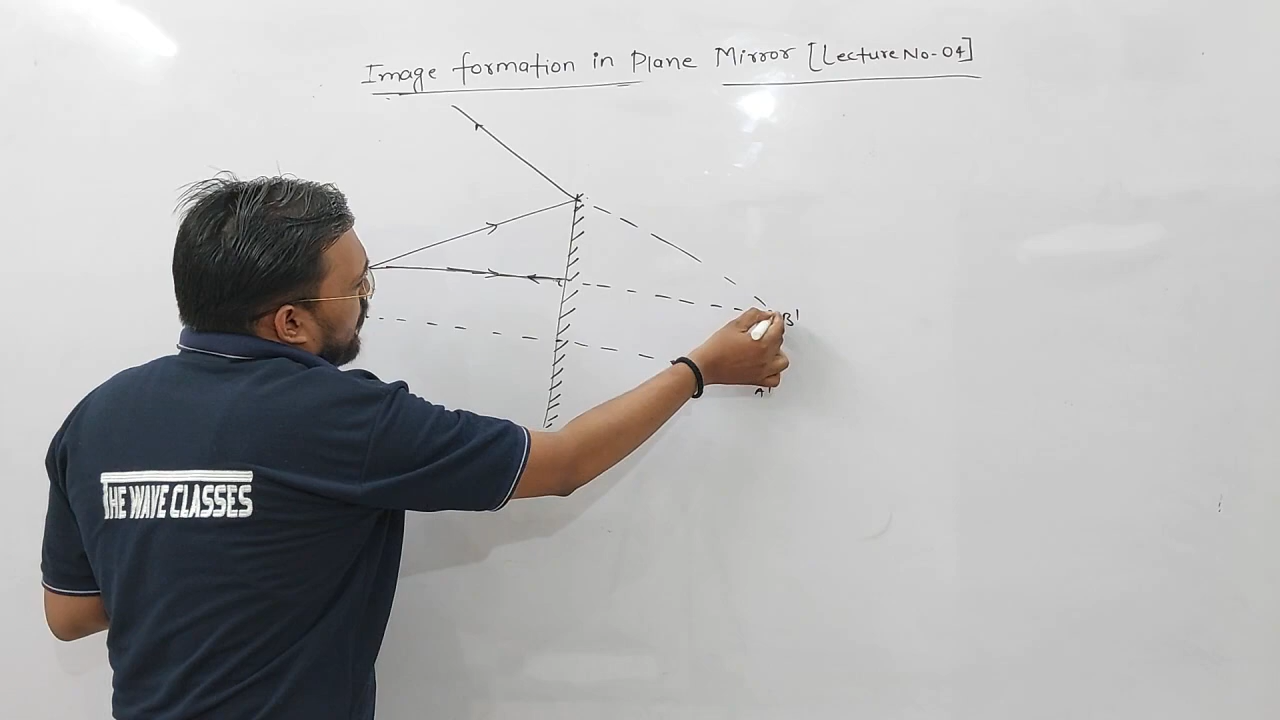 Image formation in Plane Mirror [Lecture No-04]
B'
A'
THE WAVE CLASSES